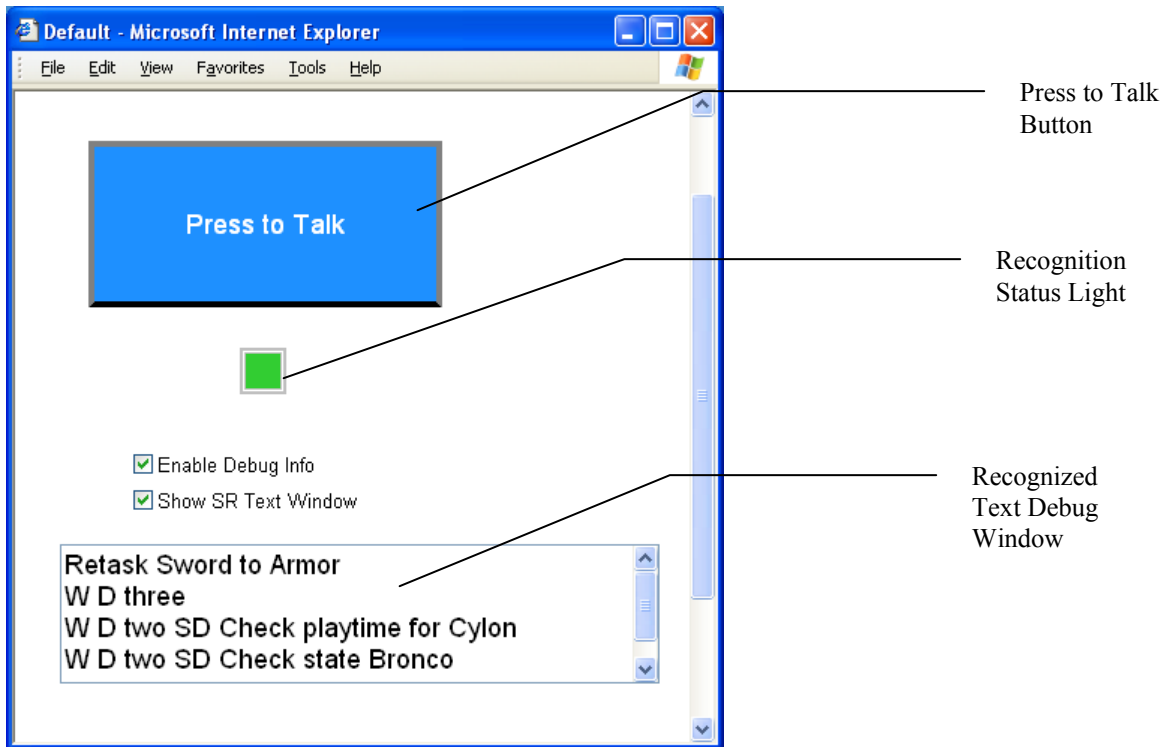 Default - Microsoft Internet Explorer
File Edit View Favorites Tools Help
Press to Talk
Button
Press to Talk
Recognition
Status Light
Enable Debug Info
Show SR Text Window
Recognized
Text Debug
Window
Retask Sword to Armor
W D three
W D two SD Check playtime for Cylon
W D two SD Check state Bronco